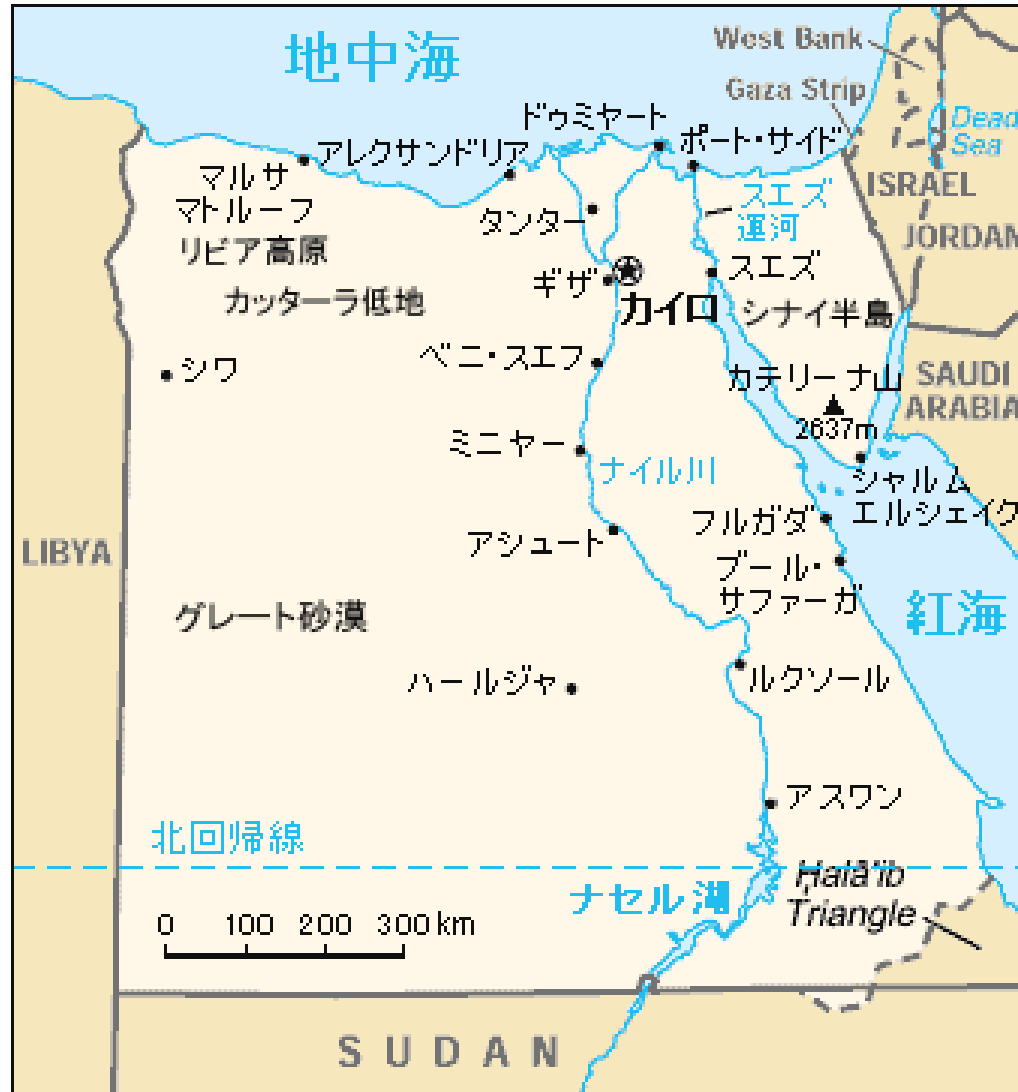 地中海
West Bank
Gaza Strip
Dead
Sea
ドゥミヤート
ポート・サイド
アレクサンドリア
マルサ
マトルーフ
ISRAEL
スエズ
運河
タンター
JORDAN
リビア高原
スエズ
ギザ
カッターラ低地
カイロ
シナイ半島
ベニ・スエフ
シワ
カテリーナ山
2637m
SAUDI
ARABIA
ミニヤー
ナイル川
シャルム
エルシェイク
フルガダ
アシュート
LIBYA
ブール・
サファーガ
紅海
グレート砂漠
ハールジャ
ルクソール
アスワン
北回帰線
ナセル湖
Ḥalā'ib
Triangle
0 100 200 300 km
SUDAN